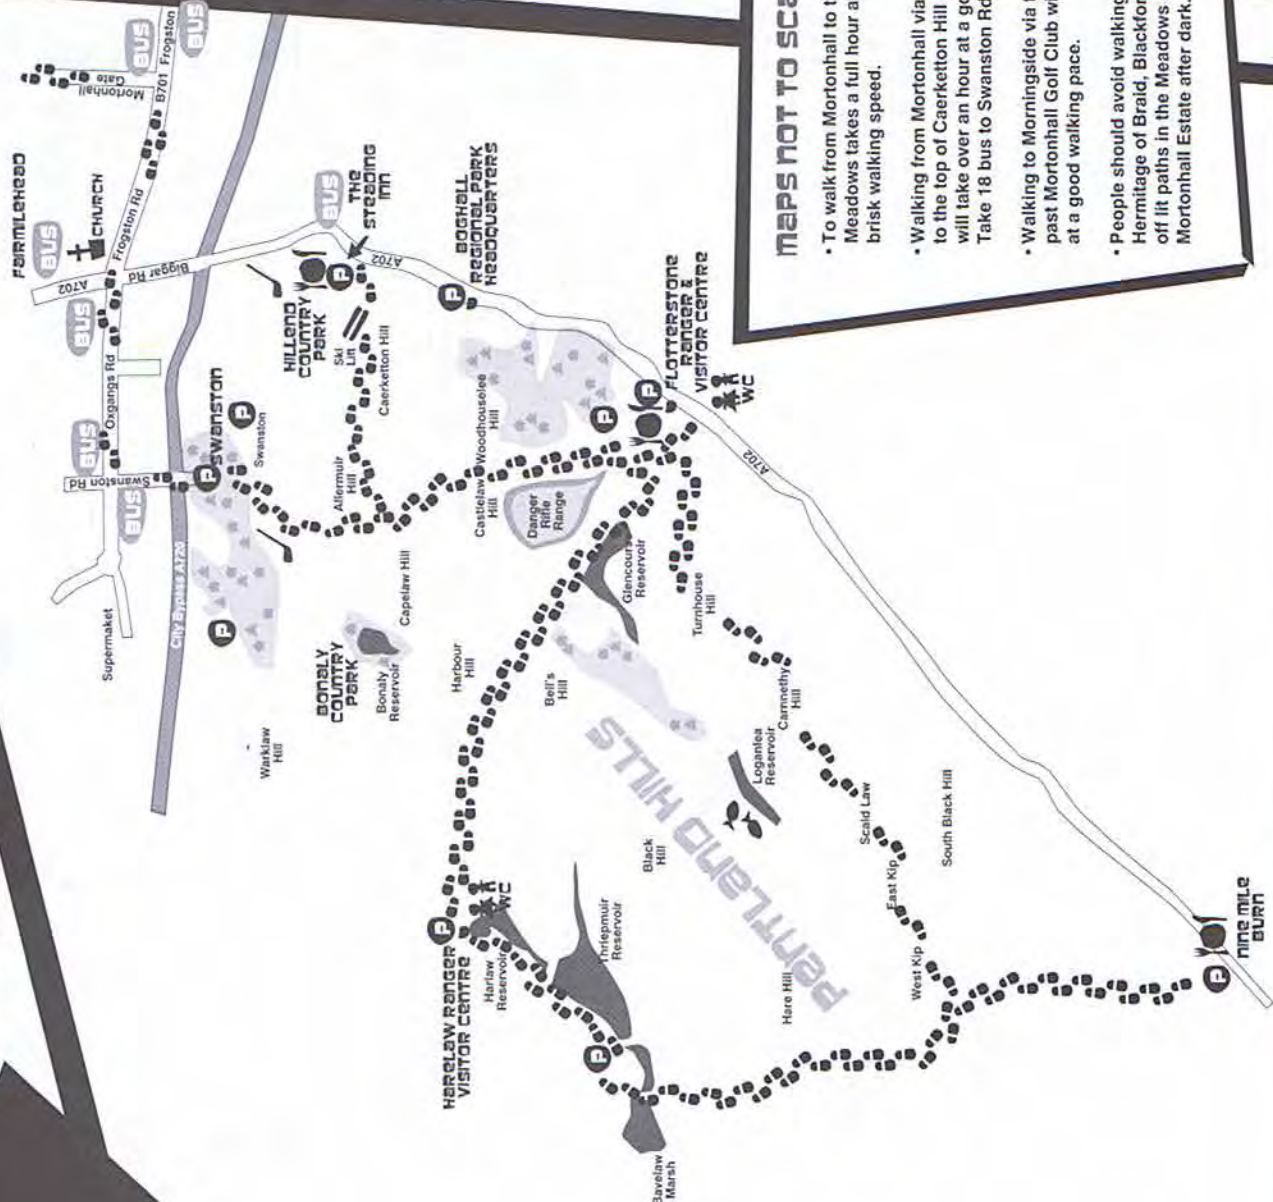 BUS
BUS
Frogston
B701
Mortonhall
Gate
FAIRMILEHEAD
BUS
CHURCH
Frogston Rd
A702
Biggar Rd
BUS
Oxgangs Rd
BUS
Swanston Rd
BUS
Supermaket
City Bypass A720
P
SWANSTON
P
Swanston
P
BUS
THE
STEADING
INN
HILLEND
COUNTRY
PARK
P
A702
Ski
Lift
Caerketton Hill
Allermuir
Hill
P
BOGHALL
REGIONAL PARK
HEADQUARTERS
Woodhouselee
Hill
Castlelaw
Hill
Danger
Rifle
Range
P
P
FLOTTERSTONE
RANGER &
VISITOR CENTRE
WC
A702
Capelaw Hill
BONALY
COUNTRY
PARK
Bonaly
Reservoir
Warklaw
Hill
Harbour
Hill
Bell's
Hill
Glencourse
Reservoir
Turnhouse
Hill
Carnnethy
Hill
Loganlea
Reservoir
PENTLAND HILLS
Black
Hill
Scald Law
South Black Hill
East Kip
West Kip
Hare Hill
P
HARELAW RANGER
VISITOR CENTRE
WC
Harlaw
Reservoir
Thriepmuir
Reservoir
P
Bavelaw
Marsh
P
NINE MILE
BURN
MAPS NOT TO SCA
• To walk from Mortonhall to t
Meadows takes a full hour a
brisk walking speed.
• Walking from Mortonhall via
to the top of Caerketton Hill
will take over an hour at a go
Take 18 bus to Swanston Rd
• Walking to Morningside via t
past Mortonhall Golf Club wi
at a good walking pace.
• People should avoid walking
Hermitage of Braid, Blackfor
off lit paths in the Meadows
Mortonhall Estate after dark.